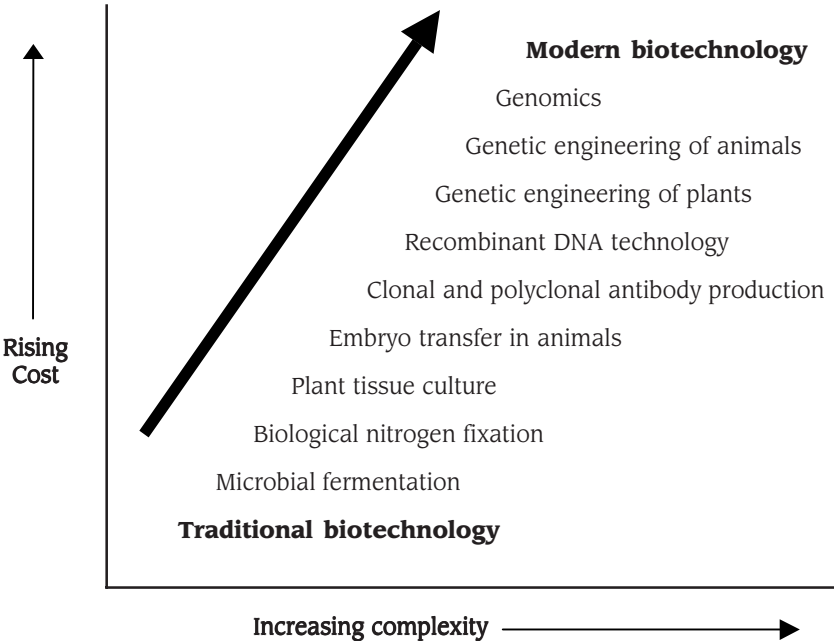 Modern biotechnology
Genomics
Genetic engineering of animals
Genetic engineering of plants
Recombinant DNA technology
Clonal and polyclonal antibody production
Embryo transfer in animals
Plant tissue culture
Biological nitrogen fixation
Microbial fermentation
Traditional biotechnology
Rising
Cost
Increasing complexity